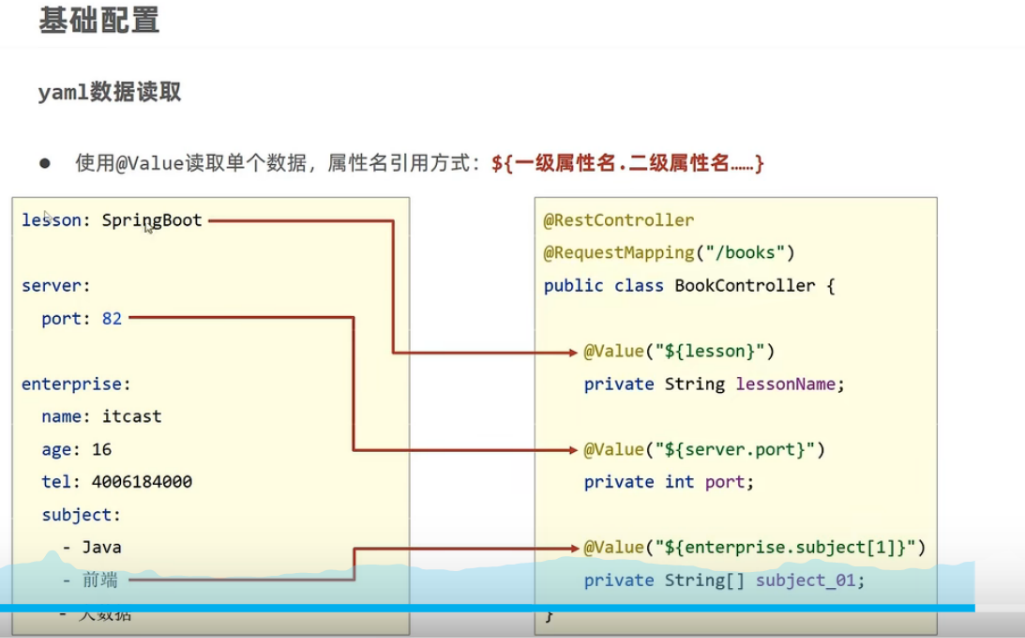 基础配置
yaml数据读取
● 使用@Value读取单个数据，属性名引用方式：${一级属性名.二级属性名……}
lesson: SpringBoot
server:
port: 82
enterprise:
name: itcast
age: 16
tel: 4006184000
subject:
- Java
- 前端
- 大数据
@RestController
@RequestMapping("/books")
public class BookController {
@Value("${lesson}")
private String lessonName;
@Value("${server.port}")
private int port;
@Value("${enterprise.subject[1]}")
private String[] subject_01;
}